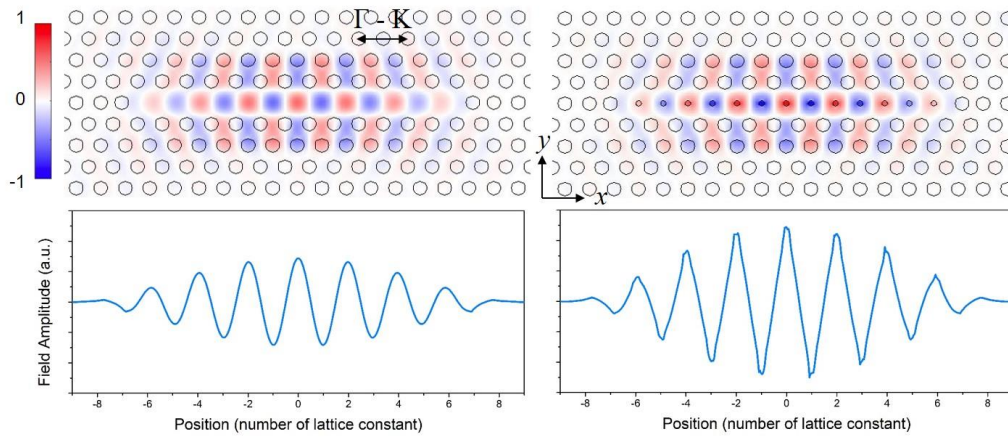 1
0
-1
Γ - K
y
x
Field Amplitude (a.u.)
-8 -6 -4 -2 0 2 4 6 8
Position (number of lattice constant)
-8 -6 -4 -2 0 2 4 6 8
Position (number of lattice constant)